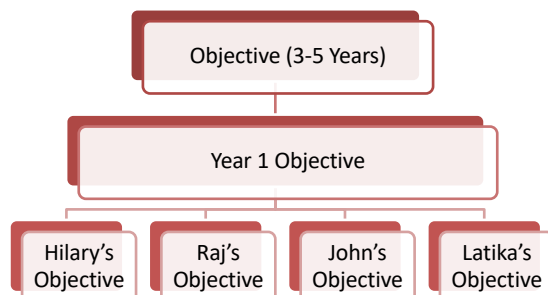 Objective (3-5 Years)
Year 1 Objective
Hilary’s
Objective
Raj’s
Objective
John’s
Objective
Latika’s
Objective